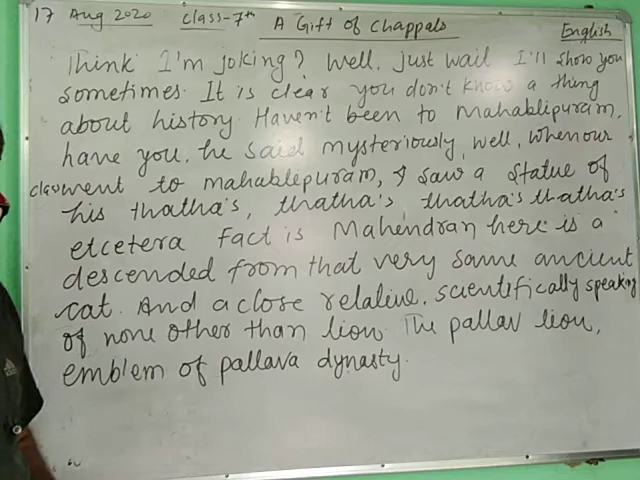 17 Aug 2020 Class-7th A Gift of Chappals English
Think I'm joking? Well, just wait I'll show you
sometimes. It is clear you don't know a thing
about history. Haven't been to Mahablipuram,
have you, he said mysteriously, well, when our
class went to mahablepuram, I saw a statue of
his thatha's, thatha's, thatha's thatha's
etcetera Fact is Mahendran here is a
descended from that very same ancient
cat. And a close relative, scientifically speaking
of none other than lion The pallav lion,
emblem of pallava dynasty.